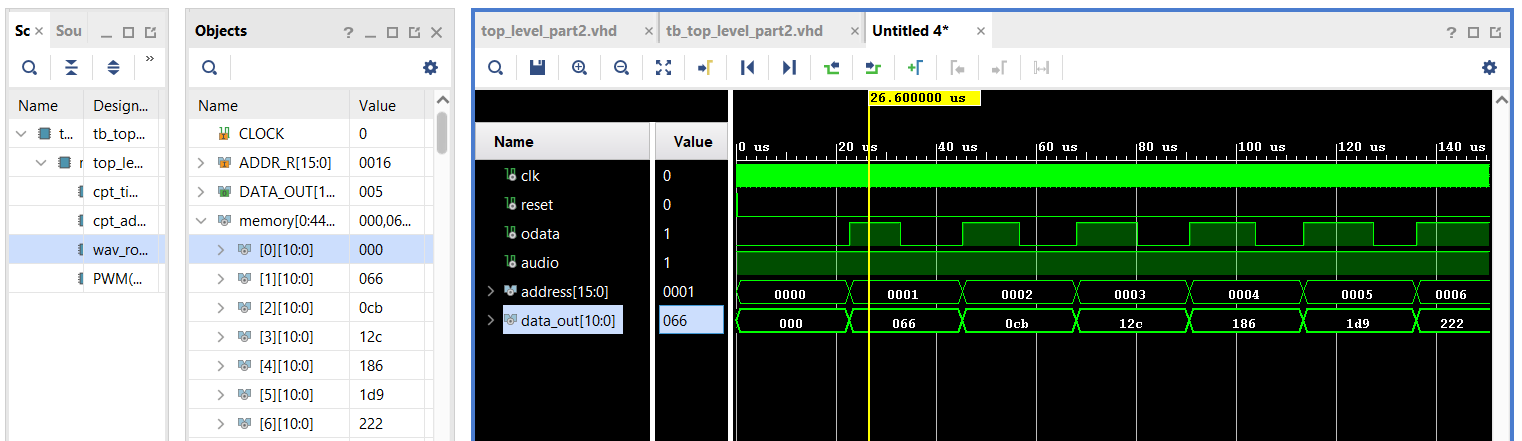 Sc × Sou
»
Name Design...
t... tb_top...
r top_le...
cpt_ti...
cpt_ad...
wav_ro...
PWM(...
Objects
Name Value
CLOCK 0
ADDR_R[15:0] 0016
DATA_OUT[1... 005
memory[0:44... 000,06...
[0][10:0] 000
[1][10:0] 066
[2][10:0] 0cb
[3][10:0] 12c
[4][10:0] 186
[5][10:0] 1d9
[6][10:0] 222
top_level_part2.vhd × tb_top_level_part2.vhd × Untitled 4* ×
26.600000 us
Name Value
0 us 20 us 40 us 60 us 80 us 100 us 120 us 140 us
clk 0
reset 0
odata 1
audio 1
address[15:0] 0001 0000 0001 0002 0003 0004 0005 0006
data_out[10:0] 066 000 066 0cb 12c 186 1d9 222